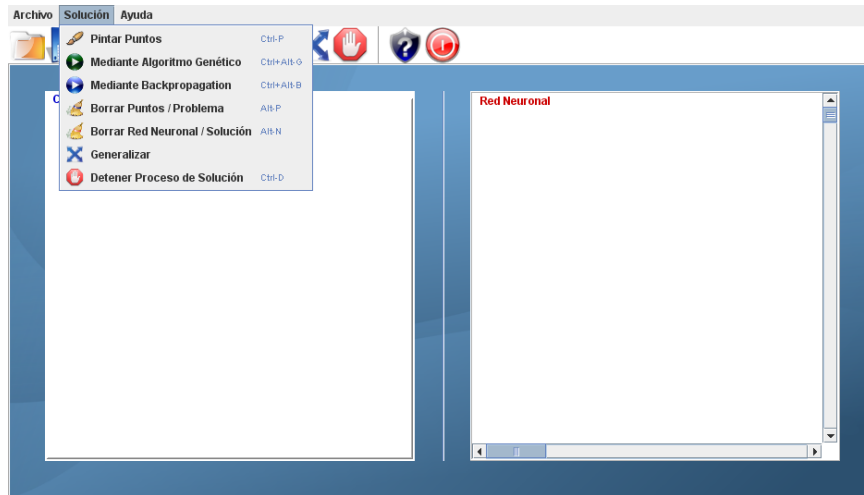 Archivo Solución Ayuda
Pintar Puntos Ctrl-P
Mediante Algoritmo Genético Ctrl+Alt-G
Mediante Backpropagation Ctrl+Alt-B
Borrar Puntos / Problema Alt-P
Borrar Red Neuronal / Solución Alt-N
Generalizar
Detener Proceso de Solución Ctrl-D
Red Neuronal